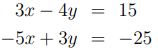 3x − 4y = 15
−5x + 3y = −25